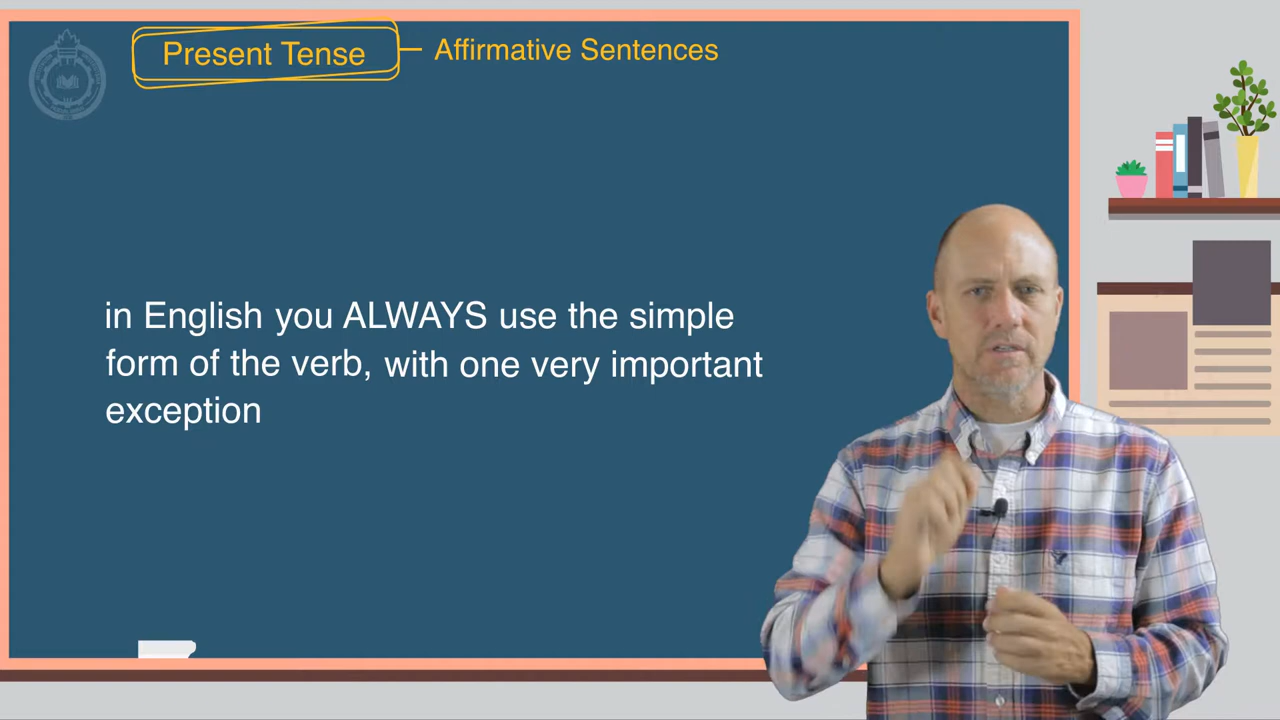 Present Tense
Affirmative Sentences
in English you ALWAYS use the simple
form of the verb, with one very important
exception